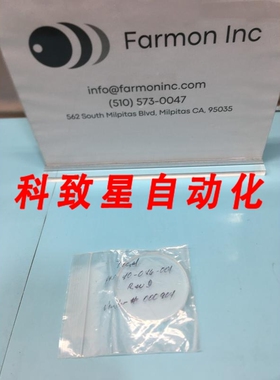 Farmon Inc
info@farmoninc.com
(510) 573-0047
562 South Milpitas Blvd, Milpitas CA, 95035
科致星自动化
Rev B